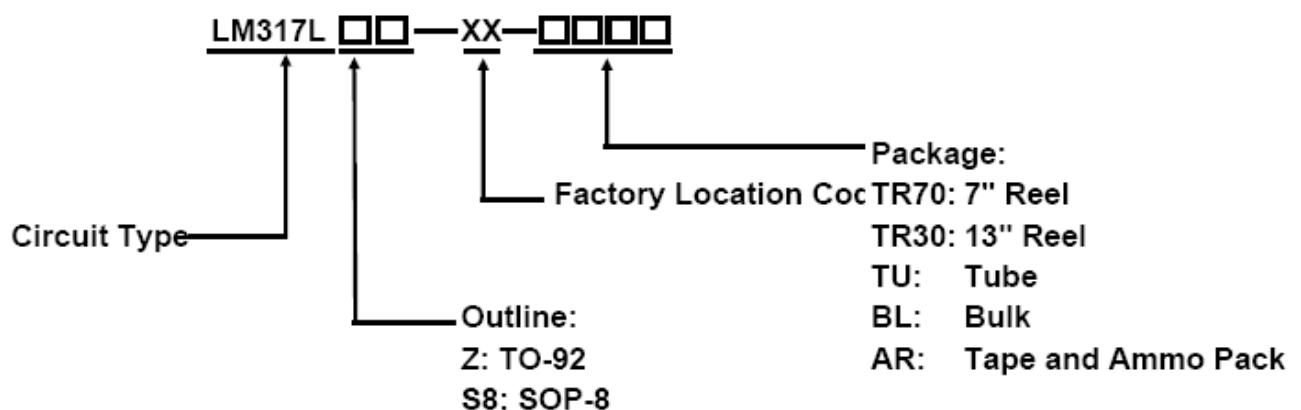 LM317L□□—XX—□□□□
Package:
Factory Location Coc
TR70: 7" Reel
Circuit Type
TR30: 13" Reel
TU: Tube
Outline:
BL: Bulk
Z: TO-92
AR: Tape and Ammo Pack
S8: SOP-8